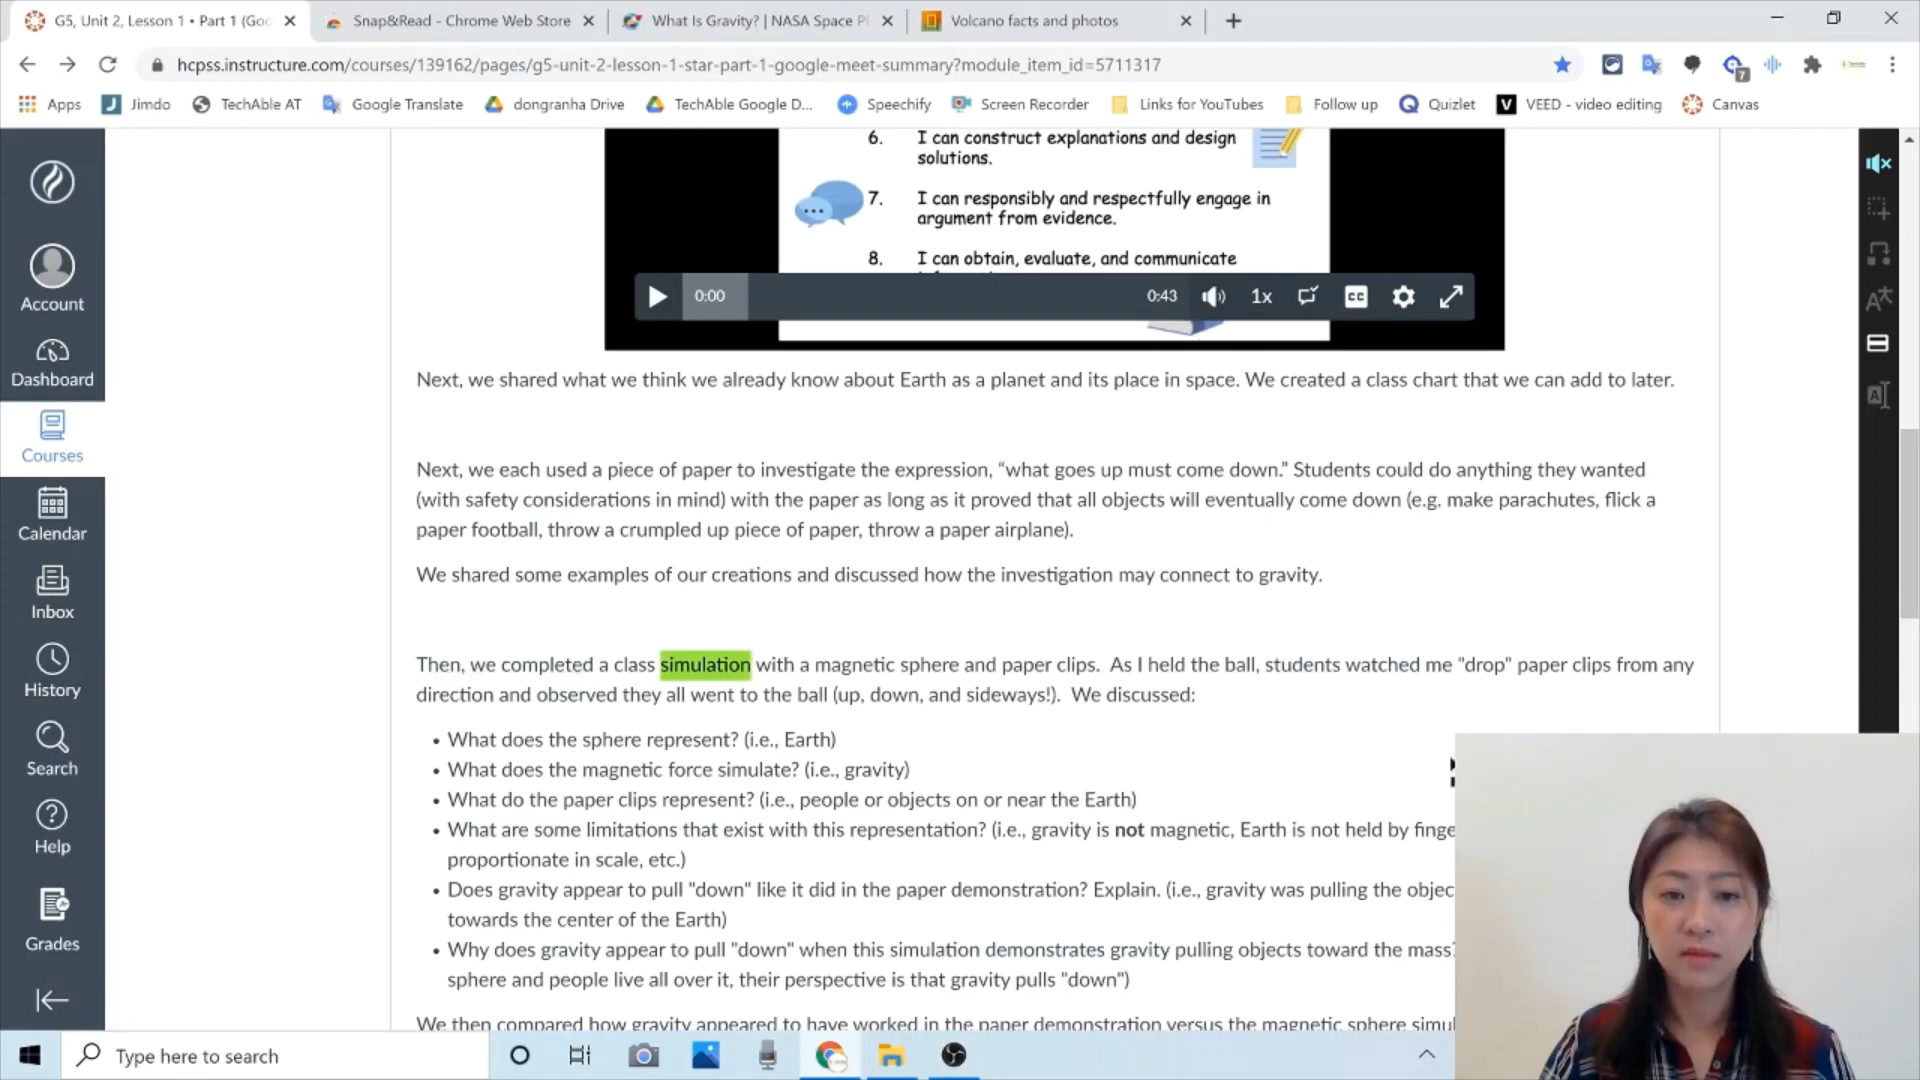 G5, Unit 2, Lesson 1 • Part 1 (Goo
Snap&Read - Chrome Web Store
What Is Gravity? | NASA Space Pl
Volcano facts and photos
hcpss.instructure.com/courses/139162/pages/g5-unit-2-lesson-1-star-part-1-google-meet-summary?module_item_id=5711317
7
Apps
Jimdo
TechAble AT
Google Translate
dongranha Drive
TechAble Google D...
Speechify
Screen Recorder
Links for YouTubes
Follow up
Quizlet
VEED - video editing
Canvas
Account
Dashboard
Courses
Calendar
Inbox
History
Search
Help
Grades
6. I can construct explanations and design
solutions.
7. I can responsibly and respectfully engage in
argument from evidence.
8. I can obtain, evaluate, and communicate
0:00
0:43
1x
CC
Next, we shared what we think we already know about Earth as a planet and its place in space. We created a class chart that we can add to later.
Next, we each used a piece of paper to investigate the expression, “what goes up must come down.” Students could do anything they wanted
(with safety considerations in mind) with the paper as long as it proved that all objects will eventually come down (e.g. make parachutes, flick a
paper football, throw a crumpled up piece of paper, throw a paper airplane).
We shared some examples of our creations and discussed how the investigation may connect to gravity.
Then, we completed a class simulation with a magnetic sphere and paper clips. As I held the ball, students watched me "drop" paper clips from any
direction and observed they all went to the ball (up, down, and sideways!). We discussed:
• What does the sphere represent? (i.e., Earth)
• What does the magnetic force simulate? (i.e., gravity)
• What do the paper clips represent? (i.e., people or objects on or near the Earth)
• What are some limitations that exist with this representation? (i.e., gravity is not magnetic, Earth is not held by finge
proportionate in scale, etc.)
• Does gravity appear to pull "down" like it did in the paper demonstration? Explain. (i.e., gravity was pulling the objec
towards the center of the Earth)
• Why does gravity appear to pull "down" when this simulation demonstrates gravity pulling objects toward the mass?
sphere and people live all over it, their perspective is that gravity pulls "down")
We then compared how gravity appeared to have worked in the paper demonstration versus the magnetic sphere simul
Type here to search